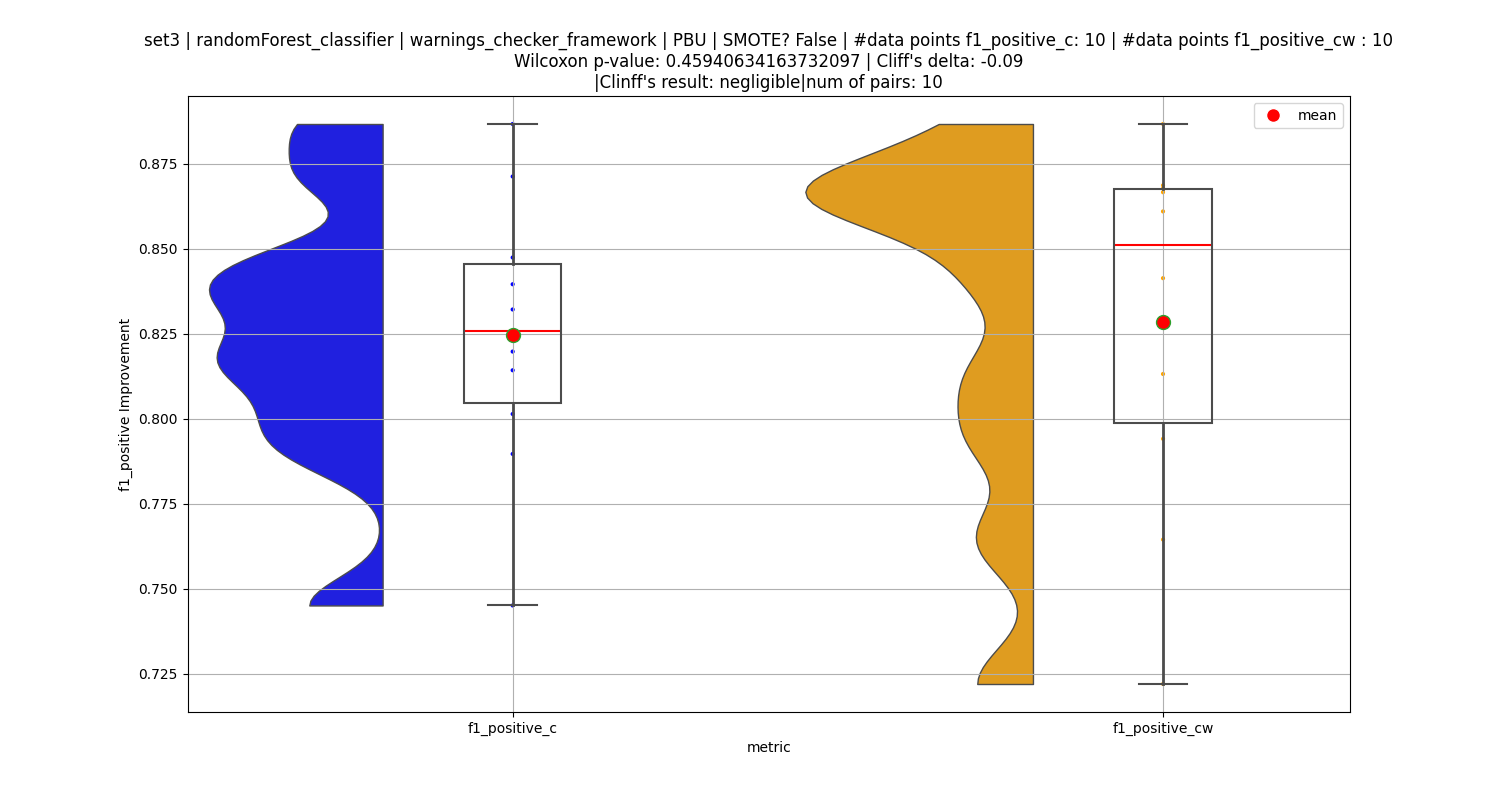 set3 | randomForest_classifier | warnings_checker_framework | PBU | SMOTE? False | #data points f1_positive_c: 10 | #data points f1_positive_cw : 10
Wilcoxon p-value: 0.45940634163732097 | Cliff's delta: -0.09
|Clinff's result: negligible|num of pairs: 10
mean
0.875
0.850
0.825
0.800
0.775
0.750
0.725
f1_positive Improvement
f1_positive_c
f1_positive_cw
metric